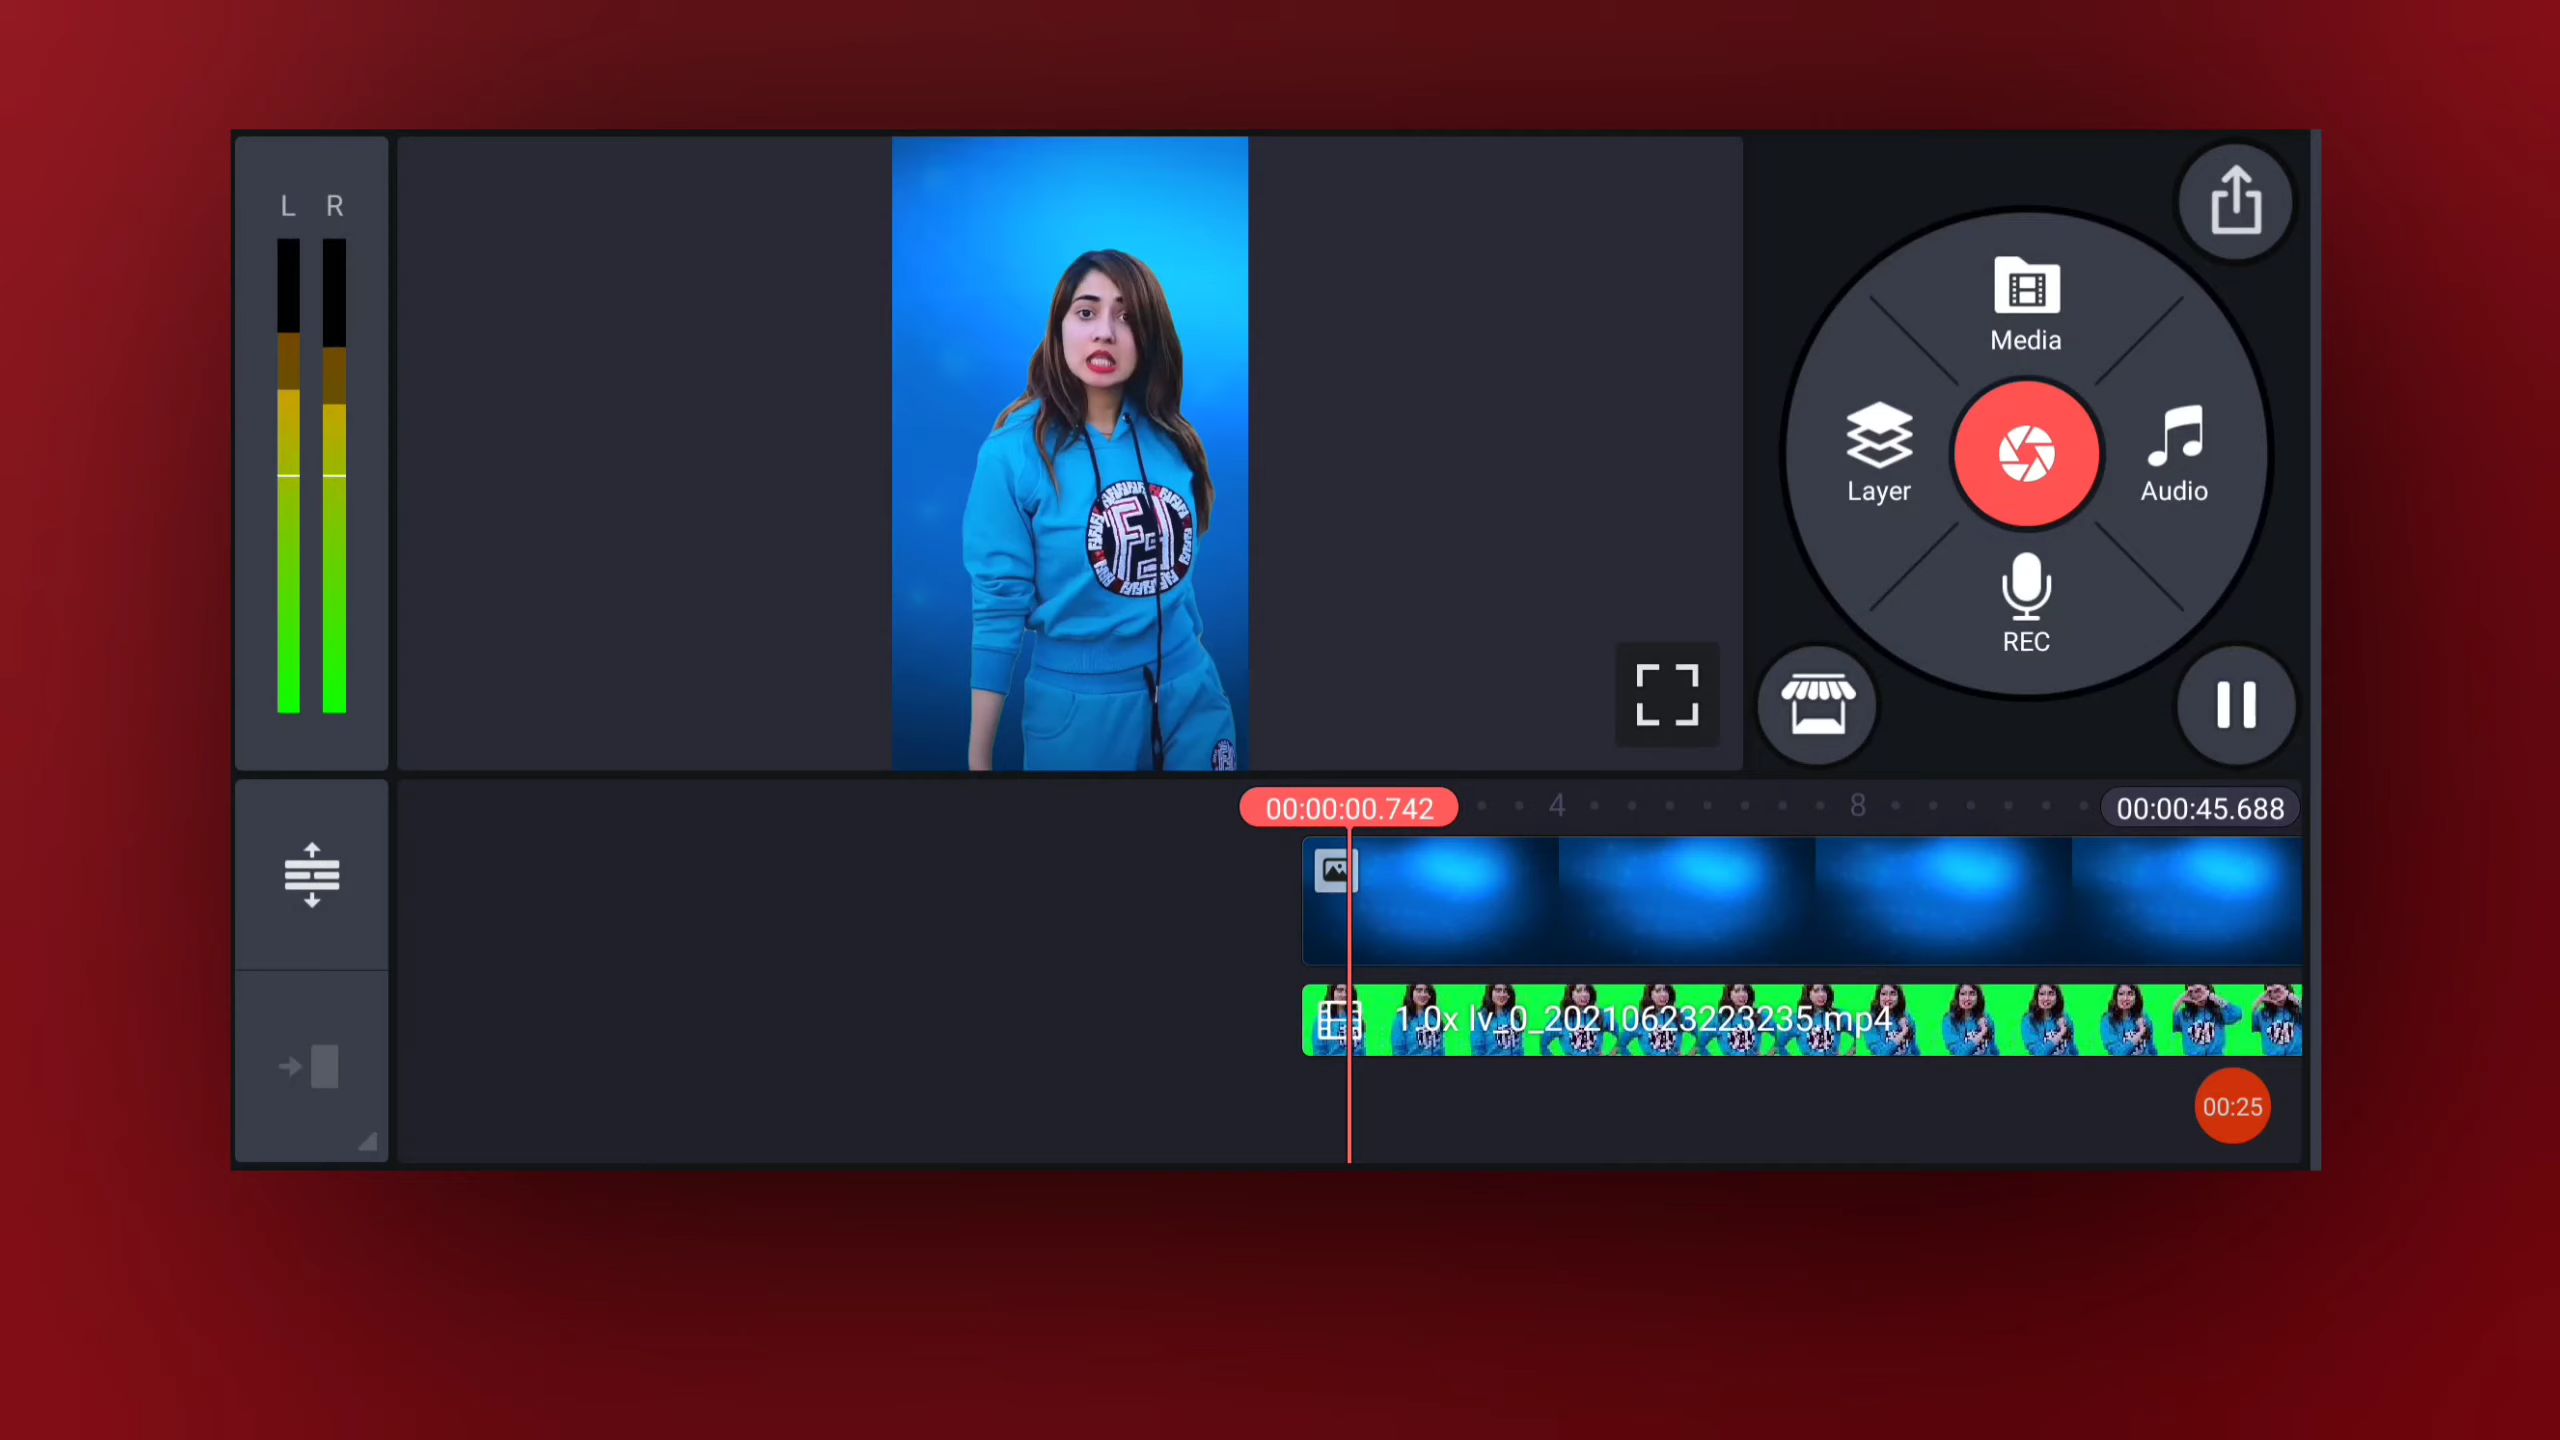 L R
Media
Layer
Audio
REC
00:00:00.742
4
8
00:00:45.688
1.0x lv_0_20210623223235.mp4
00:25